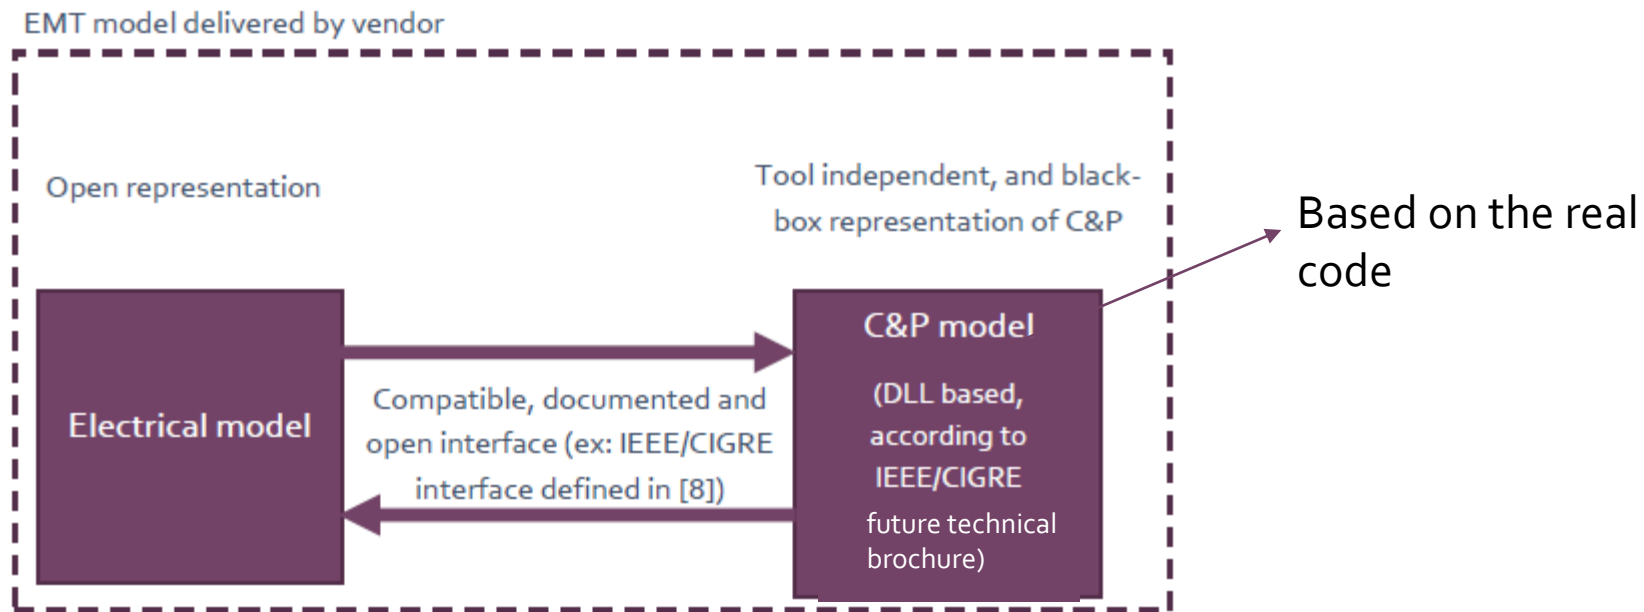 EMT model delivered by vendor
Open representation
Tool independent, and black-
box representation of C&P
Based on the real
code
Electrical model
Compatible, documented and
open interface (ex: IEEE/CIGRE
interface defined in [8])
C&P model
(DLL based,
according to
IEEE/CIGRE
future technical
brochure)